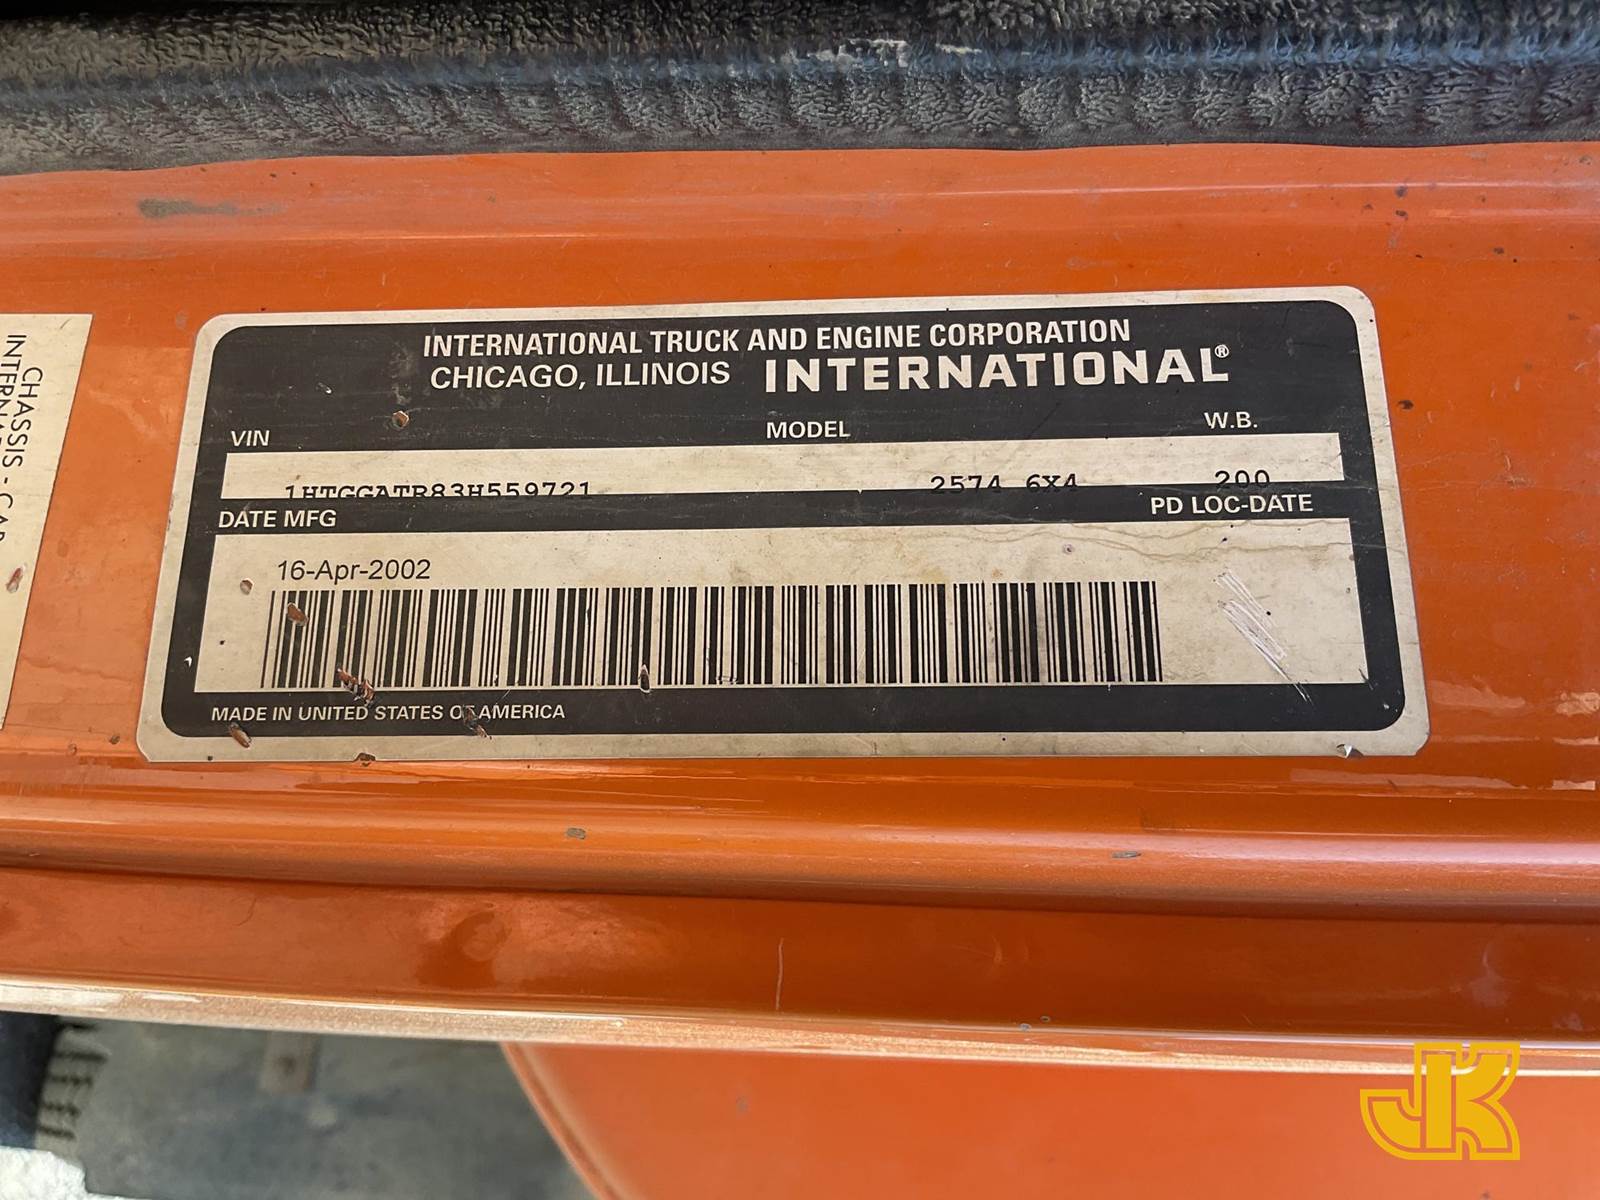 INTERNATIONAL TRUCK AND ENGINE CORPORATION
CHICAGO, ILLINOIS INTERNATIONAL®
VIN MODEL W.B.
1HTGGATR83H559721 2574 6X4 200
DATE MFG PD LOC-DATE
16-Apr-2002
MADE IN UNITED STATES OF AMERICA
CHASSIS - CAB
JK